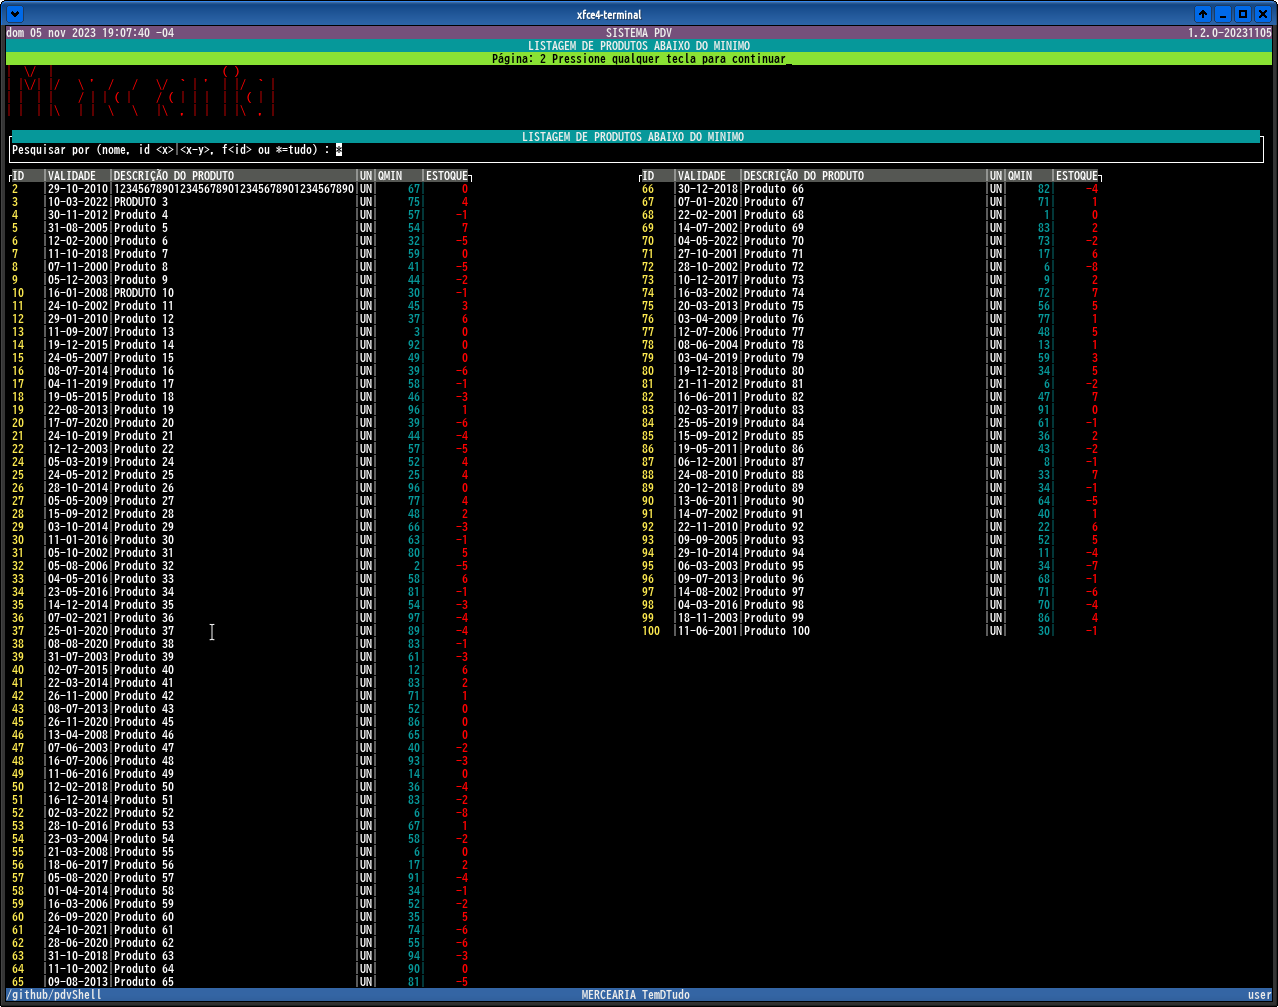 xfce4-terminal
dom 05 nov 2023 19:07:40 -04 SISTEMA PDV 1.2.0-20231105
LISTAGEM DE PRODUTOS ABAIXO DO MINIMO
Página: 2 Pressione qualquer tecla para continuar_
LISTAGEM DE PRODUTOS ABAIXO DO MINIMO
Pesquisar por (nome, id <x>|<x-y>, f<id> ou *=tudo) : *
ID |VALIDADE |DESCRIÇÃO DO PRODUTO |UN|QMIN |ESTOQUE
2 |29-10-2010|1234567890123456789012345678901234567890|UN| 67| 0
3 |10-03-2022|PRODUTO 3 |UN| 75| 4
4 |30-11-2012|Produto 4 |UN| 57| -1
5 |31-08-2005|Produto 5 |UN| 54| 7
6 |12-02-2000|Produto 6 |UN| 32| -5
7 |11-10-2018|Produto 7 |UN| 59| 0
8 |07-11-2000|Produto 8 |UN| 41| -5
9 |05-12-2003|Produto 9 |UN| 44| -2
10 |16-01-2008|PRODUTO 10 |UN| 30| -1
11 |24-10-2002|Produto 11 |UN| 45| 3
12 |29-01-2010|Produto 12 |UN| 37| 6
13 |11-09-2007|Produto 13 |UN| 3| 0
14 |19-12-2015|Produto 14 |UN| 92| 0
15 |24-05-2007|Produto 15 |UN| 49| 0
16 |08-07-2014|Produto 16 |UN| 39| -6
17 |04-11-2019|Produto 17 |UN| 58| -1
18 |19-05-2015|Produto 18 |UN| 46| -3
19 |22-08-2013|Produto 19 |UN| 96| 1
20 |17-07-2020|Produto 20 |UN| 39| -6
21 |24-10-2019|Produto 21 |UN| 44| -4
22 |12-12-2003|Produto 22 |UN| 57| -5
24 |05-03-2019|Produto 24 |UN| 52| 4
25 |24-05-2012|Produto 25 |UN| 25| 4
26 |28-10-2014|Produto 26 |UN| 96| 0
27 |05-05-2009|Produto 27 |UN| 77| 4
28 |15-09-2012|Produto 28 |UN| 48| 2
29 |03-10-2014|Produto 29 |UN| 66| -3
30 |11-01-2016|Produto 30 |UN| 63| -1
31 |05-10-2002|Produto 31 |UN| 80| 5
32 |05-08-2006|Produto 32 |UN| 2| -5
33 |04-05-2016|Produto 33 |UN| 58| 6
34 |23-05-2016|Produto 34 |UN| 81| -1
35 |14-12-2014|Produto 35 |UN| 54| -3
36 |07-02-2021|Produto 36 |UN| 97| -4
37 |25-01-2020|Produto 37 |UN| 89| -4
38 |08-08-2020|Produto 38 |UN| 83| -1
39 |31-07-2003|Produto 39 |UN| 61| -3
40 |02-07-2015|Produto 40 |UN| 12| 6
41 |22-03-2014|Produto 41 |UN| 83| 2
42 |26-11-2000|Produto 42 |UN| 71| 1
43 |08-07-2013|Produto 43 |UN| 52| 0
45 |26-11-2020|Produto 45 |UN| 86| 0
46 |13-04-2008|Produto 46 |UN| 65| 0
47 |07-06-2003|Produto 47 |UN| 40| -2
48 |16-07-2006|Produto 48 |UN| 93| -3
49 |11-06-2016|Produto 49 |UN| 14| 0
50 |12-02-2018|Produto 50 |UN| 36| -4
51 |16-12-2014|Produto 51 |UN| 83| -2
52 |02-03-2022|Produto 52 |UN| 6| -8
53 |28-10-2016|Produto 53 |UN| 67| 1
54 |23-03-2004|Produto 54 |UN| 58| -2
55 |21-03-2008|Produto 55 |UN| 6| 0
56 |18-06-2017|Produto 56 |UN| 17| 2
57 |05-08-2020|Produto 57 |UN| 91| -4
58 |01-04-2014|Produto 58 |UN| 34| -1
59 |16-03-2006|Produto 59 |UN| 52| -2
60 |26-09-2020|Produto 60 |UN| 35| 5
61 |24-10-2021|Produto 61 |UN| 74| -6
62 |28-06-2020|Produto 62 |UN| 55| -6
63 |31-10-2018|Produto 63 |UN| 94| -3
64 |11-10-2002|Produto 64 |UN| 90| 0
65 |09-08-2013|Produto 65 |UN| 81| -5
ID |VALIDADE |DESCRIÇÃO DO PRODUTO |UN|QMIN |ESTOQUE
66 |30-12-2018|Produto 66 |UN| 82| -4
67 |07-01-2020|Produto 67 |UN| 71| 1
68 |22-02-2001|Produto 68 |UN| 1| 0
69 |14-07-2002|Produto 69 |UN| 83| 2
70 |04-05-2022|Produto 70 |UN| 73| -2
71 |27-10-2001|Produto 71 |UN| 17| 6
72 |28-10-2002|Produto 72 |UN| 6| -8
73 |10-12-2017|Produto 73 |UN| 9| 2
74 |16-03-2002|Produto 74 |UN| 72| 7
75 |20-03-2013|Produto 75 |UN| 56| 5
76 |03-04-2009|Produto 76 |UN| 77| 1
77 |12-07-2006|Produto 77 |UN| 48| 5
78 |08-06-2004|Produto 78 |UN| 13| 1
79 |03-04-2019|Produto 79 |UN| 59| 3
80 |19-12-2018|Produto 80 |UN| 34| 5
81 |21-11-2012|Produto 81 |UN| 6| -2
82 |16-06-2011|Produto 82 |UN| 47| 7
83 |02-03-2017|Produto 83 |UN| 91| 0
84 |25-05-2019|Produto 84 |UN| 61| -1
85 |15-09-2012|Produto 85 |UN| 36| 2
86 |19-05-2011|Produto 86 |UN| 43| -2
87 |06-12-2001|Produto 87 |UN| 8| -1
88 |24-08-2010|Produto 88 |UN| 33| 7
89 |20-12-2018|Produto 89 |UN| 34| -1
90 |13-06-2011|Produto 90 |UN| 64| -5
91 |14-07-2002|Produto 91 |UN| 40| 1
92 |22-11-2010|Produto 92 |UN| 22| 6
93 |09-09-2005|Produto 93 |UN| 52| 5
94 |29-10-2014|Produto 94 |UN| 11| -4
95 |06-03-2003|Produto 95 |UN| 34| -7
96 |09-07-2013|Produto 96 |UN| 68| -1
97 |14-08-2002|Produto 97 |UN| 71| -6
98 |04-03-2016|Produto 98 |UN| 70| -4
99 |18-11-2003|Produto 99 |UN| 86| 4
100 |11-06-2001|Produto 100 |UN| 30| -1
/github/pdvShell MERCEARIA TemDTudo user